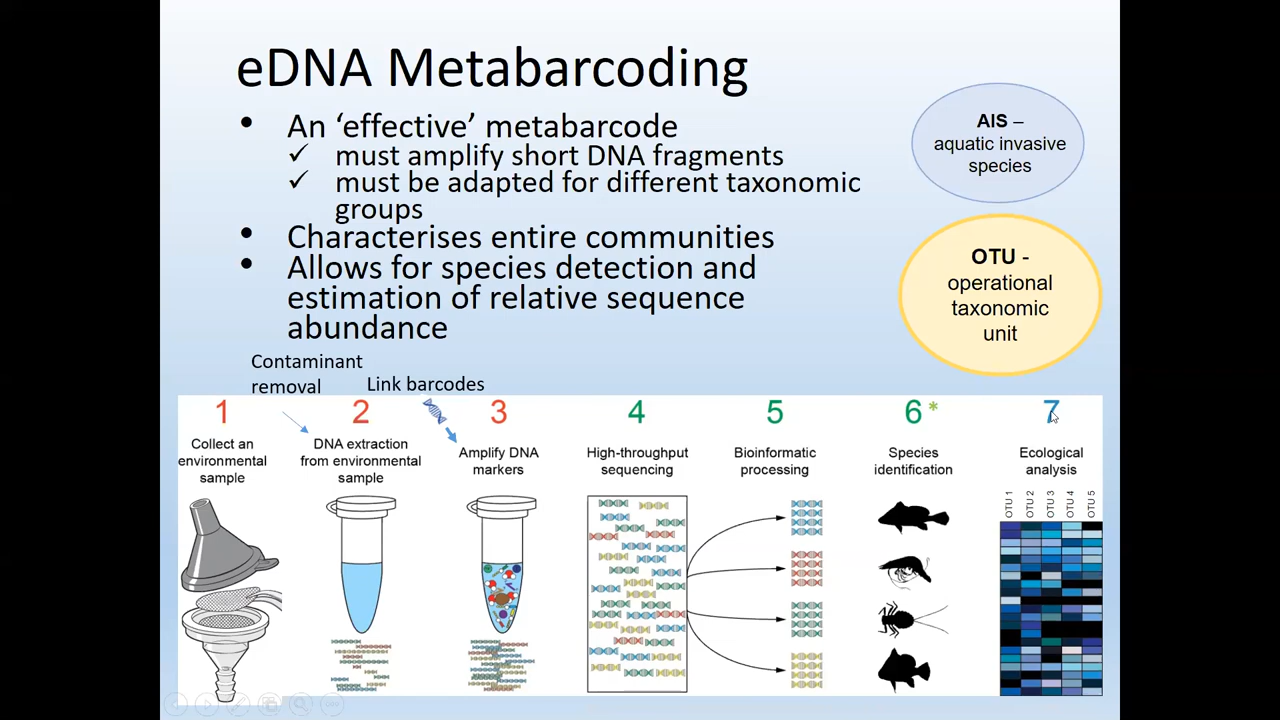 eDNA Metabarcoding
• An ‘effective’ metabarcode
✓ must amplify short DNA fragments
✓ must be adapted for different taxonomic
groups
• Characterises entire communities
• Allows for species detection and
estimation of relative sequence
abundance
AIS –
aquatic invasive
species
OTU -
operational
taxonomic
unit
Contaminant
removal
Link barcodes
1
Collect an
environmental
sample
2
DNA extraction
from environmental
sample
3
Amplify DNA
markers
4
High-throughput
sequencing
5
Bioinformatic
processing
6*
Species
identification
7
Ecological
analysis
OTU 1
OTU 2
OTU 3
OTU 4
OTU 5